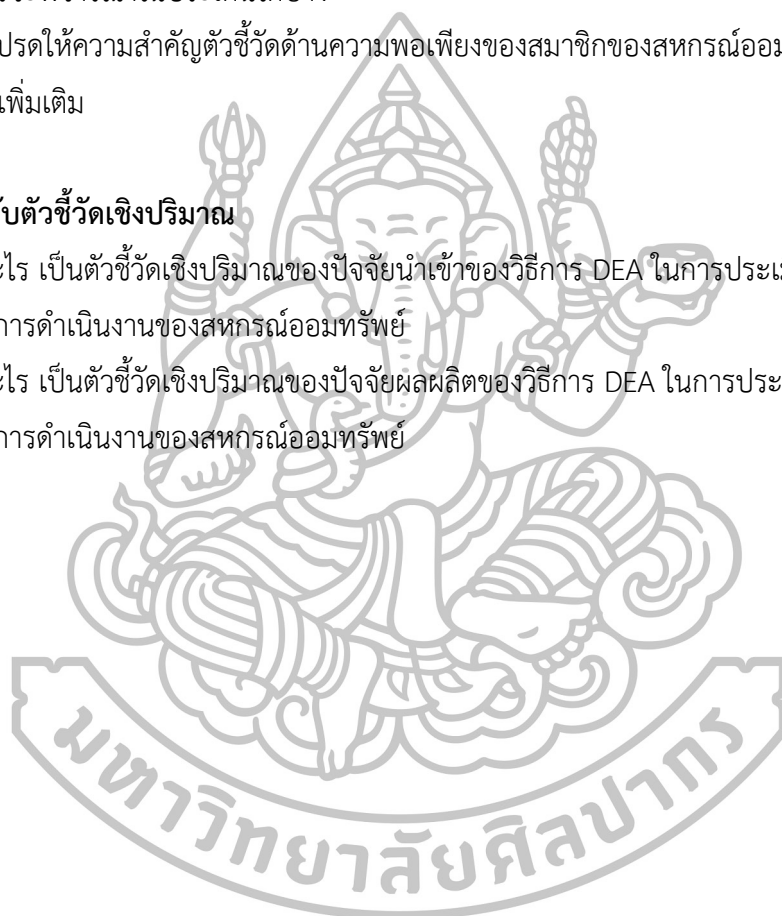 ปรดให้ความสำคัญตัวชี้วัดด้านความพอเพียงของสมาชิกของสหกรณ์ออม
เพิ่มเติม
ับตัวชี้วัดเชิงปริมาณ
ะไร เป็นตัวชี้วัดเชิงปริมาณของปัจจัยนำเข้าของวิธีการ DEA ในการประเม
การดำเนินงานของสหกรณ์ออมทรัพย์
ะไร เป็นตัวชี้วัดเชิงปริมาณของปัจจัยผลผลิตของวิธีการ DEA ในการประ
การดำเนินงานของสหกรณ์ออมทรัพย์
มหาวิทยาลัยศิลปากร